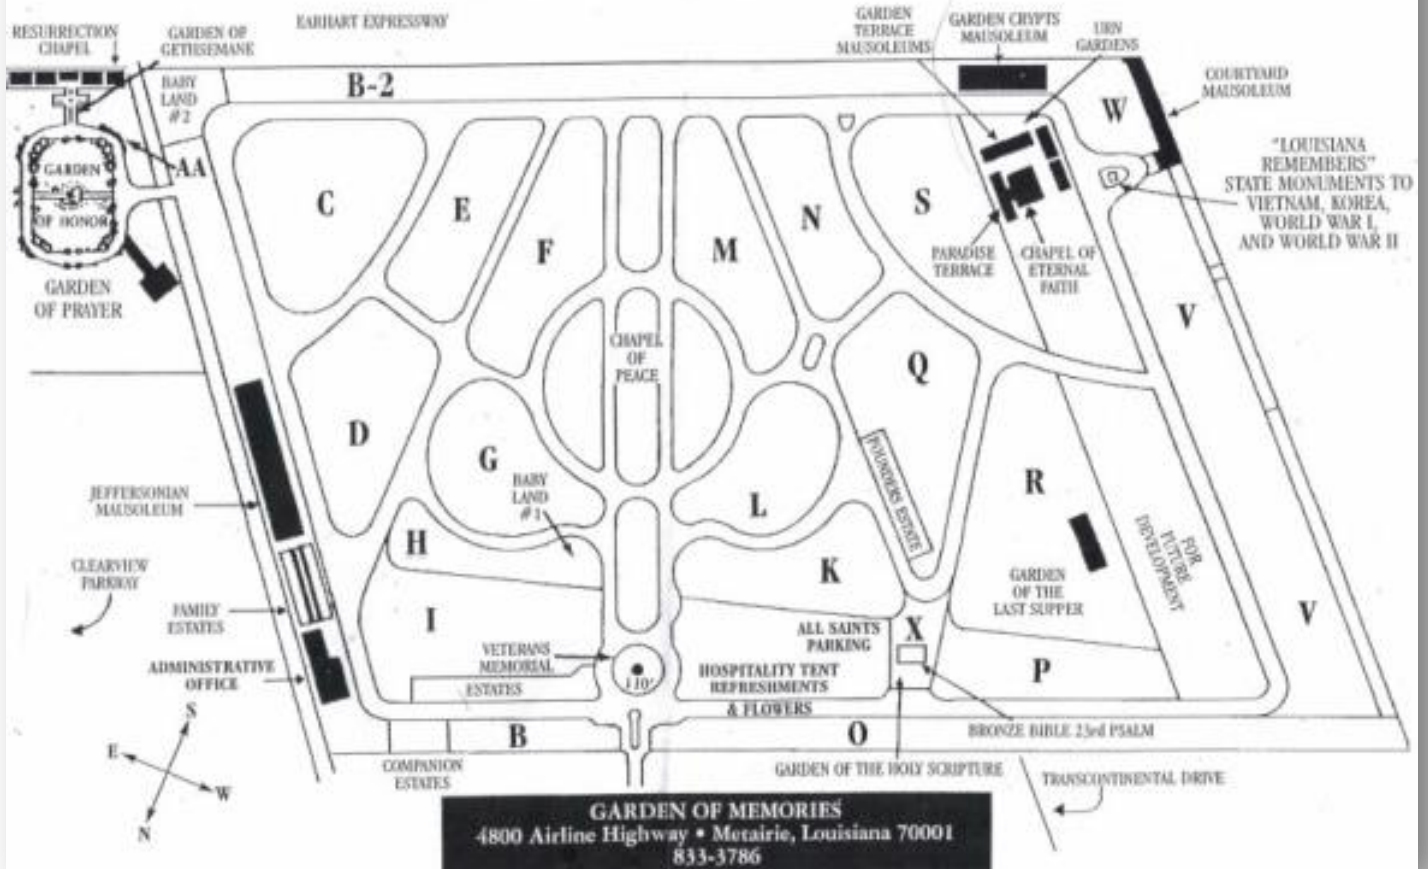 EARHART EXPRESSWAY
RESURRECTION
CHAPEL
GARDEN OF
GETHSEMANE
GARDEN
TERRACE
MAUSOLEUMS
GARDEN CRYPTS
MAUSOLEUM
URN
GARDENS
COURTYARD
MAUSOLEUM
BABY
LAND
#2
B-2
W
"LOUISIANA
REMEMBERS"
STATE MONUMENTS TO
VIETNAM, KOREA,
WORLD WAR I,
AND WORLD WAR II
AA
GARDEN
OF HONOR
C
E
F
M
N
S
PARADISE
TERRACE
CHAPEL OF
ETERNAL
FAITH
GARDEN
OF PRAYER
V
CHAPEL
OF
PEACE
Q
D
G
BABY
LAND
#1
L
FOUNDERS ESTATE
R
JEFFERSONIAN
MAUSOLEUM
FOR
FUTURE
DEVELOPMENT
H
K
GARDEN
OF THE
LAST SUPPER
CLEARVIEW
PARKWAY
FAMILY
ESTATES
I
ALL SAINTS
PARKING
X
V
ADMINISTRATIVE
OFFICE
VETERANS
MEMORIAL
ESTATES
110'
HOSPITALITY TENT
REFRESHMENTS
& FLOWERS
P
S
E
W
N
B
O
BRONZE BIBLE 23rd PSALM
COMPANION
ESTATES
GARDEN OF THE HOLY SCRIPTURE
TRANSCONTINENTAL DRIVE
GARDEN OF MEMORIES
4800 Airline Highway • Metairie, Louisiana 70001
833-3786